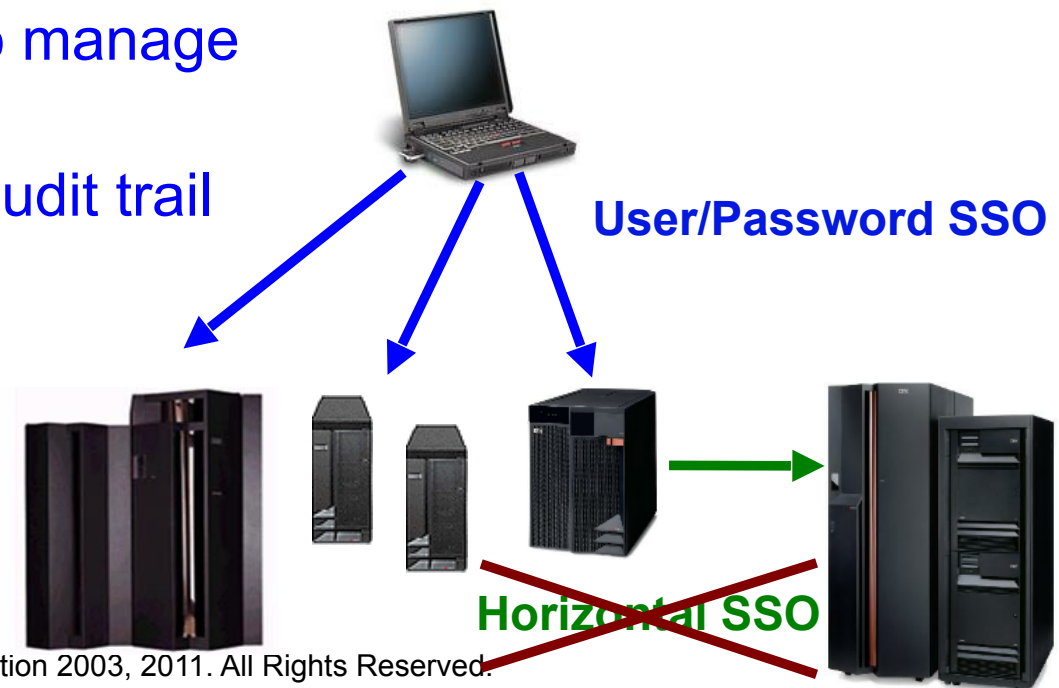 manage
udit trail
User/Password SSO
Horizontal SSO
tion 2003, 2011. All Rights Reserved.